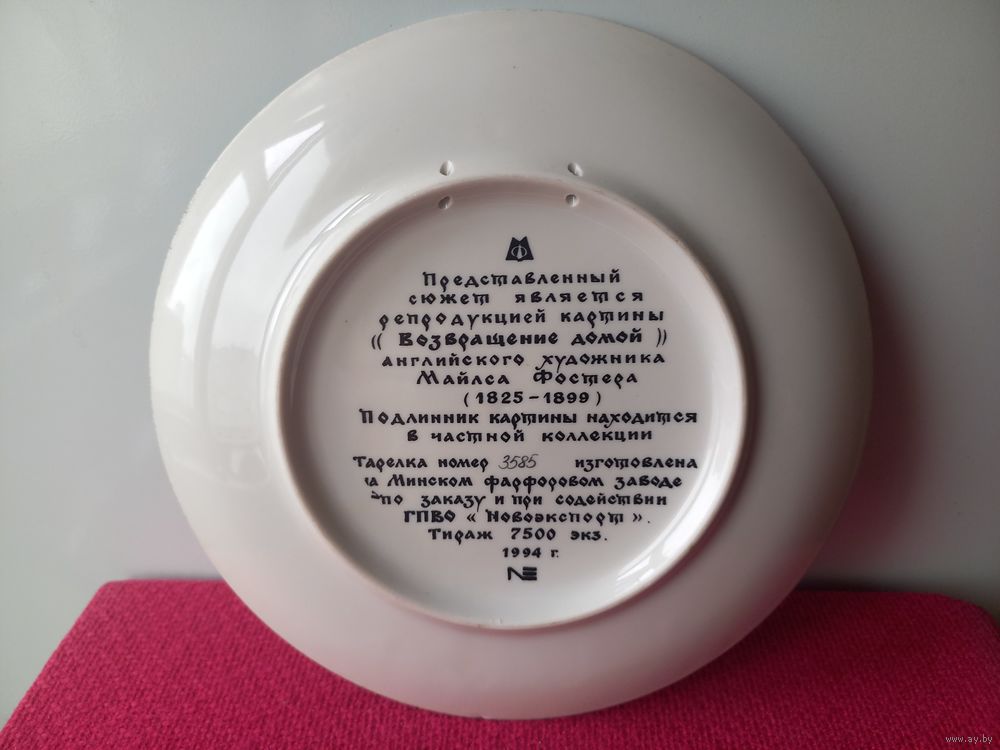 Представленный
сюжет является
репродукцией картины
« Возвращение домой »
английского художника
Майлса Фостера
(1825-1899)
Подлинник картины находится
в частной коллекции
Тарелка номер 3585 изготовлена
на Минском фарфоровом заводе
по заказу и при содействии
ГПВО « Новоэкспорт ».
Тираж 7500 экз.
1994 г.
NE
www.ay.by